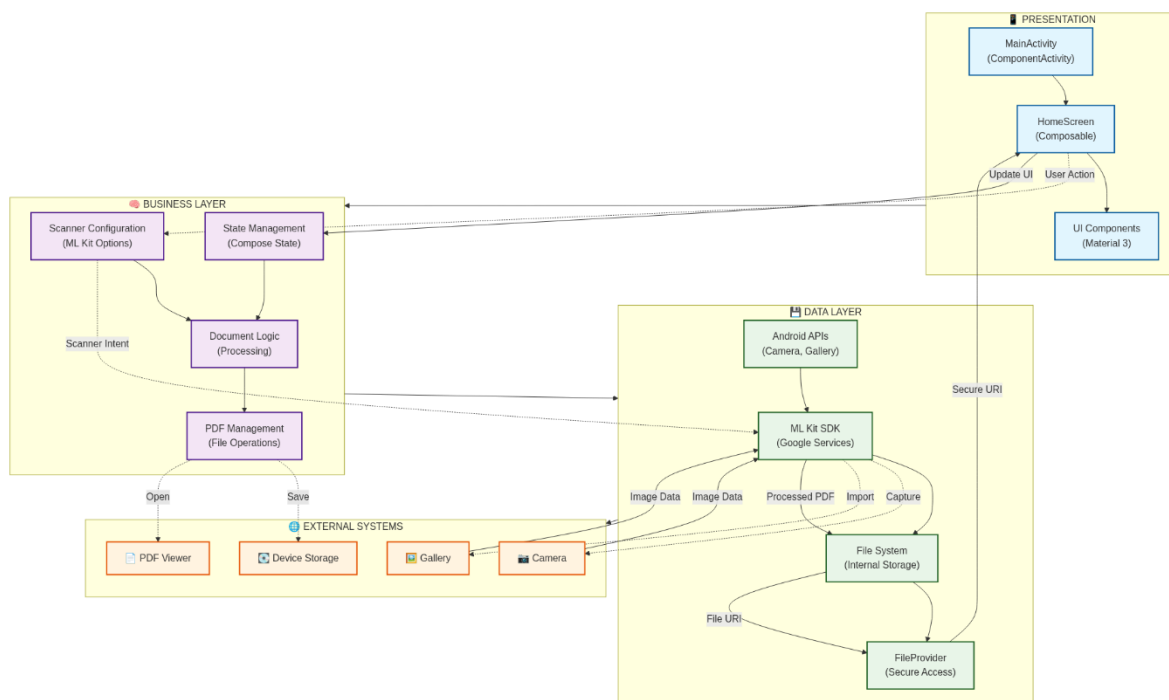 📱 PRESENTATION
MainActivity
(ComponentActivity)
HomeScreen
(Composable)
Update UI
User Action
UI Components
(Material 3)
🧠 BUSINESS LAYER
Scanner Configuration
(ML Kit Options)
State Management
(Compose State)
Document Logic
(Processing)
Scanner Intent
PDF Management
(File Operations)
Open
Save
💾 DATA LAYER
Android APIs
(Camera, Gallery)
Secure URI
ML Kit SDK
(Google Services)
Image Data
Image Data
Processed PDF
Import
Capture
File System
(Internal Storage)
File URI
FileProvider
(Secure Access)
🌐 EXTERNAL SYSTEMS
📄 PDF Viewer
💽 Device Storage
🖼️ Gallery
📷 Camera